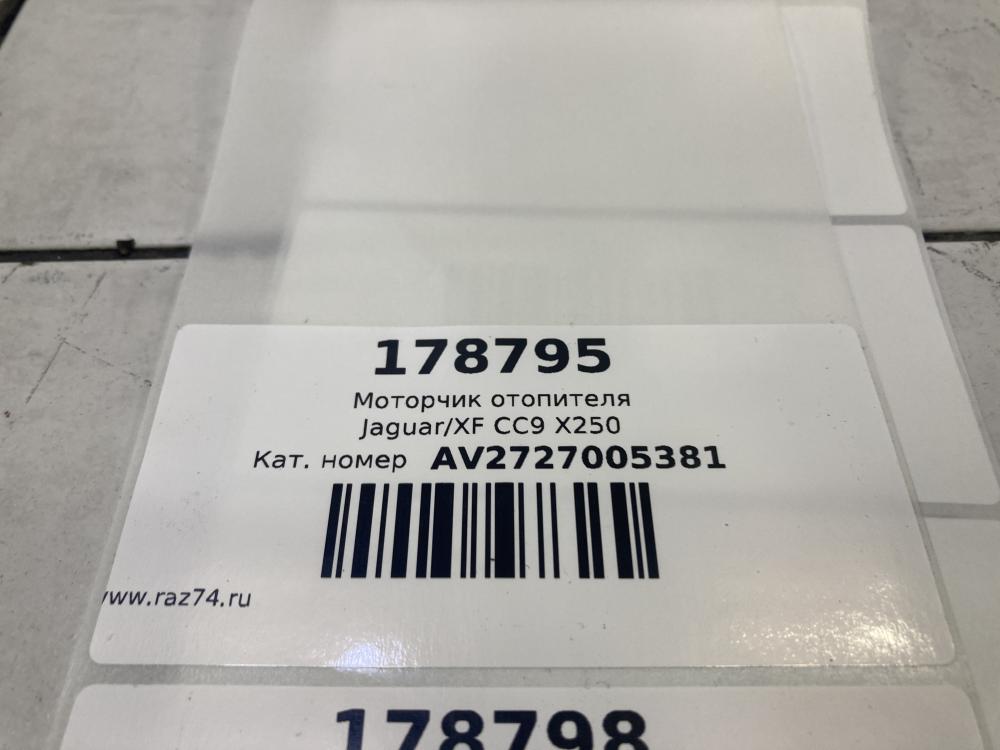 178795
Моторчик отопителя
Jaguar/XF CC9 X250
Кат. номер AV2727005381
www.raz74.ru
178798